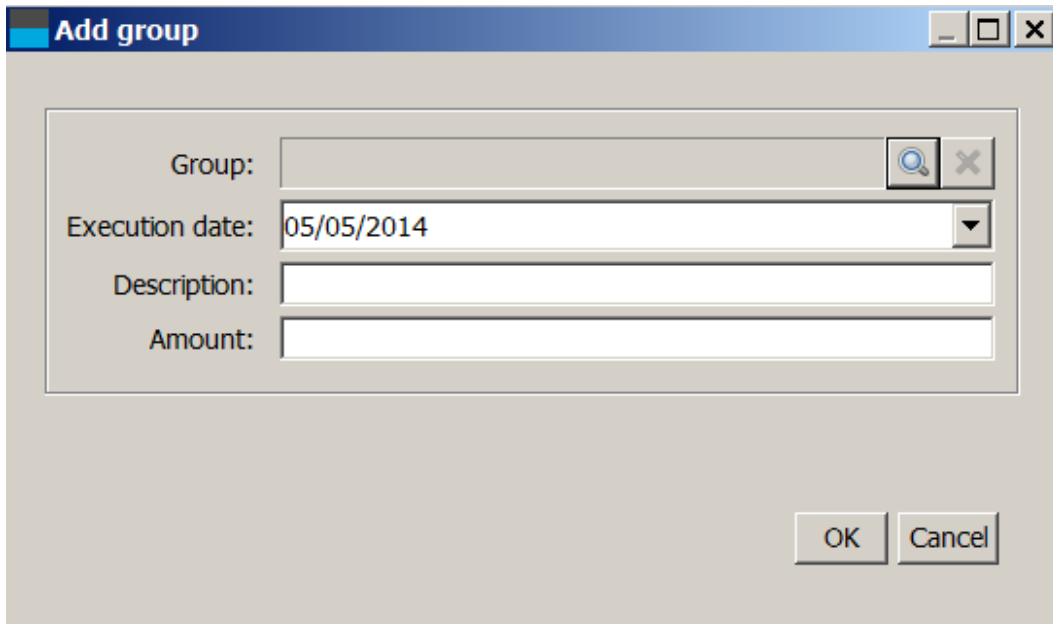 Add group
Group:
Execution date: 05/05/2014
Description:
Amount:
OK Cancel